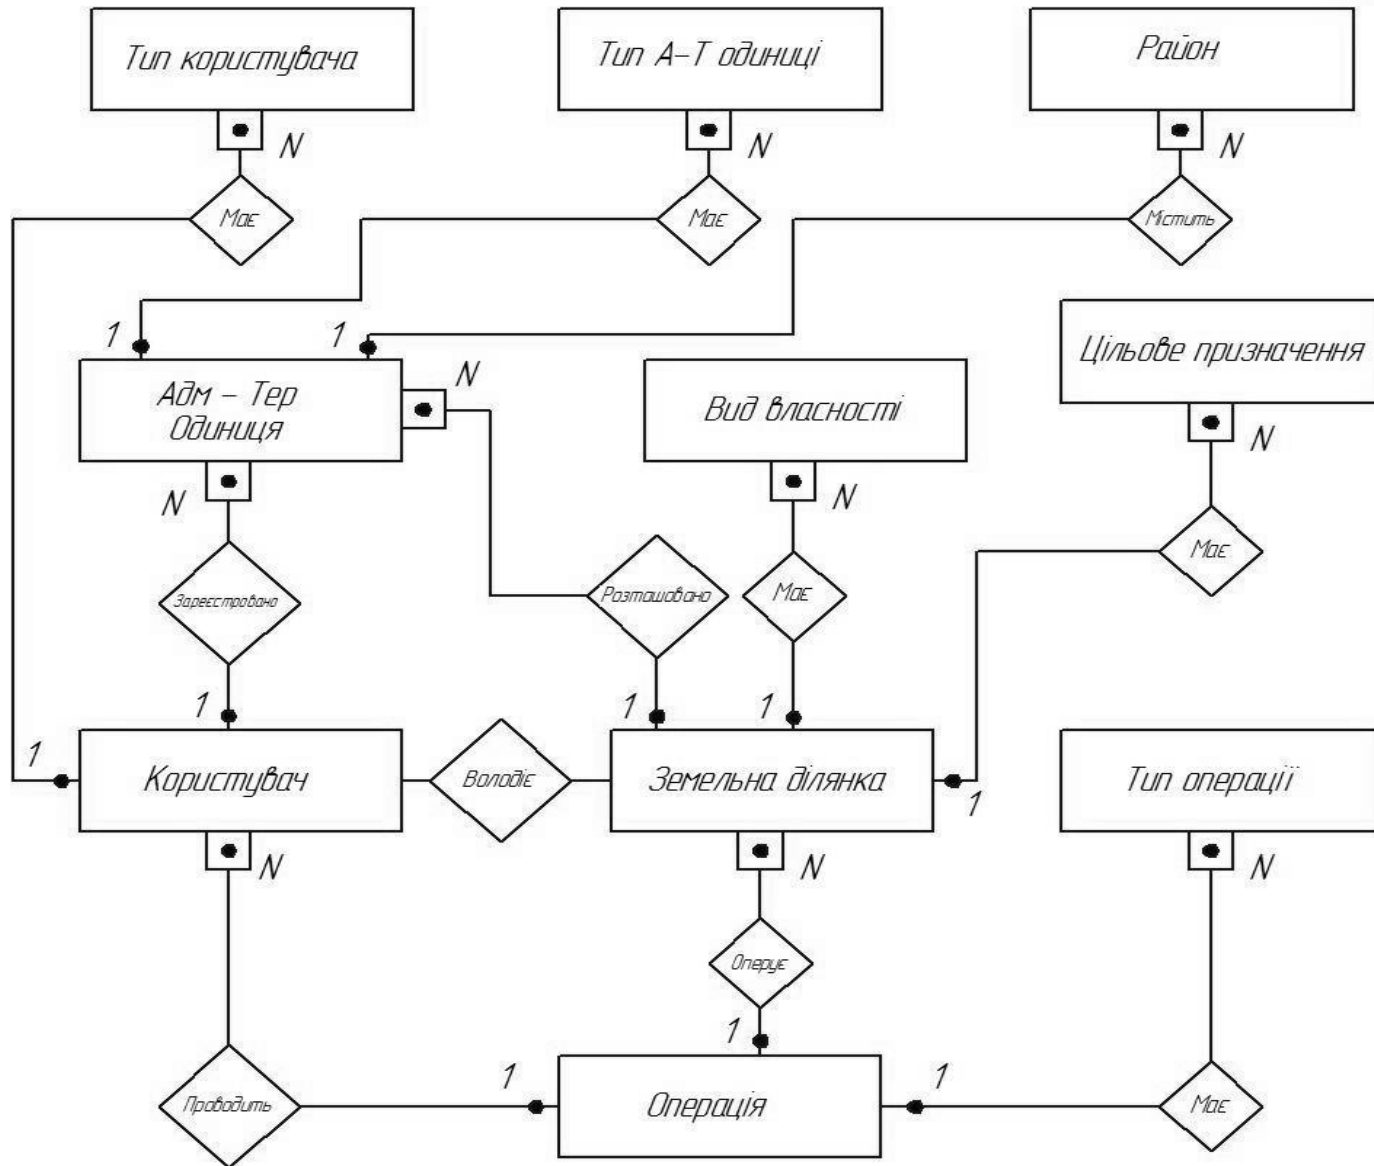 Тип користувача
Тип А-Т одиниці
Район
N
N
N
Має
Має
Містить
1
1
Адм - Тер
Одиниця
N
Вид власності
Цільове призначення
N
N
N
Зареєстровано
Розташовано
Має
Має
1
1
1
1
Користувач
Володіє
Земельна ділянка
1
Тип операції
N
N
N
Оперує
1
1
1
Проводить
Операція
Має